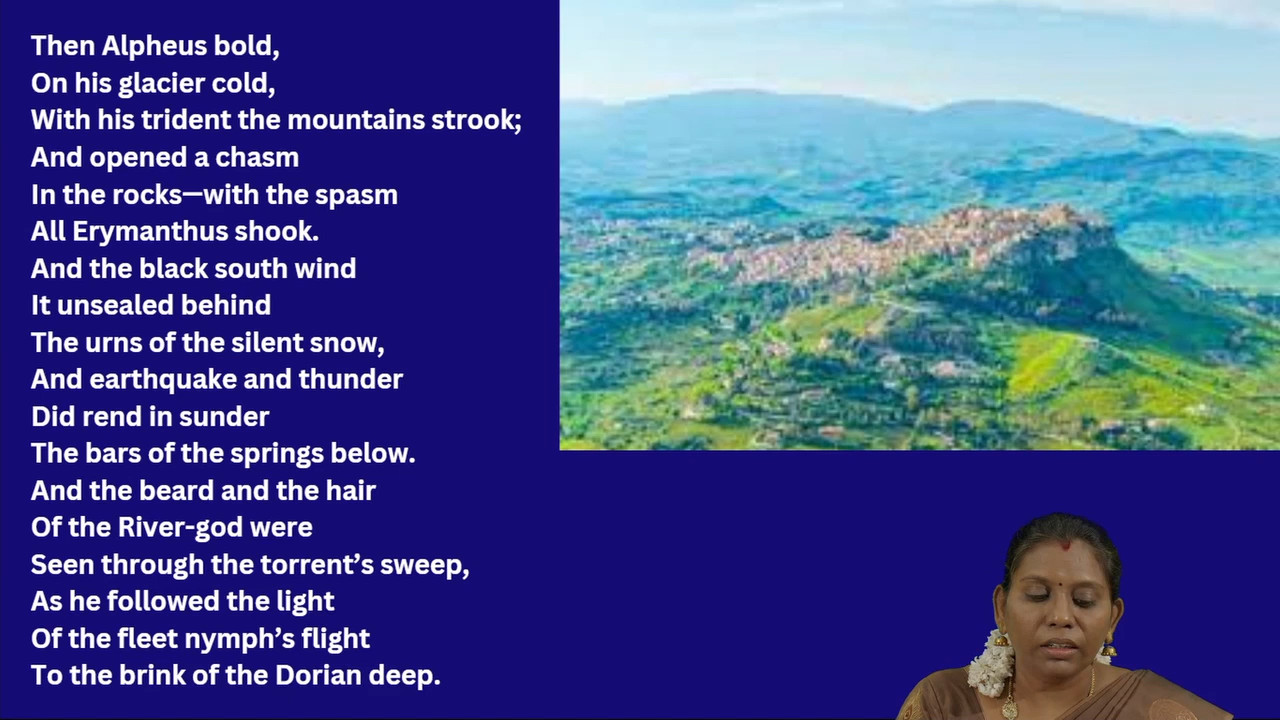 Then Alpheus bold,
On his glacier cold,
With his trident the mountains strook;
And opened a chasm
In the rocks—with the spasm
All Erymanthus shook.
And the black south wind
It unsealed behind
The urns of the silent snow,
And earthquake and thunder
Did rend in sunder
The bars of the springs below.
And the beard and the hair
Of the River-god were
Seen through the torrent’s sweep,
As he followed the light
Of the fleet nymph’s flight
To the brink of the Dorian deep.